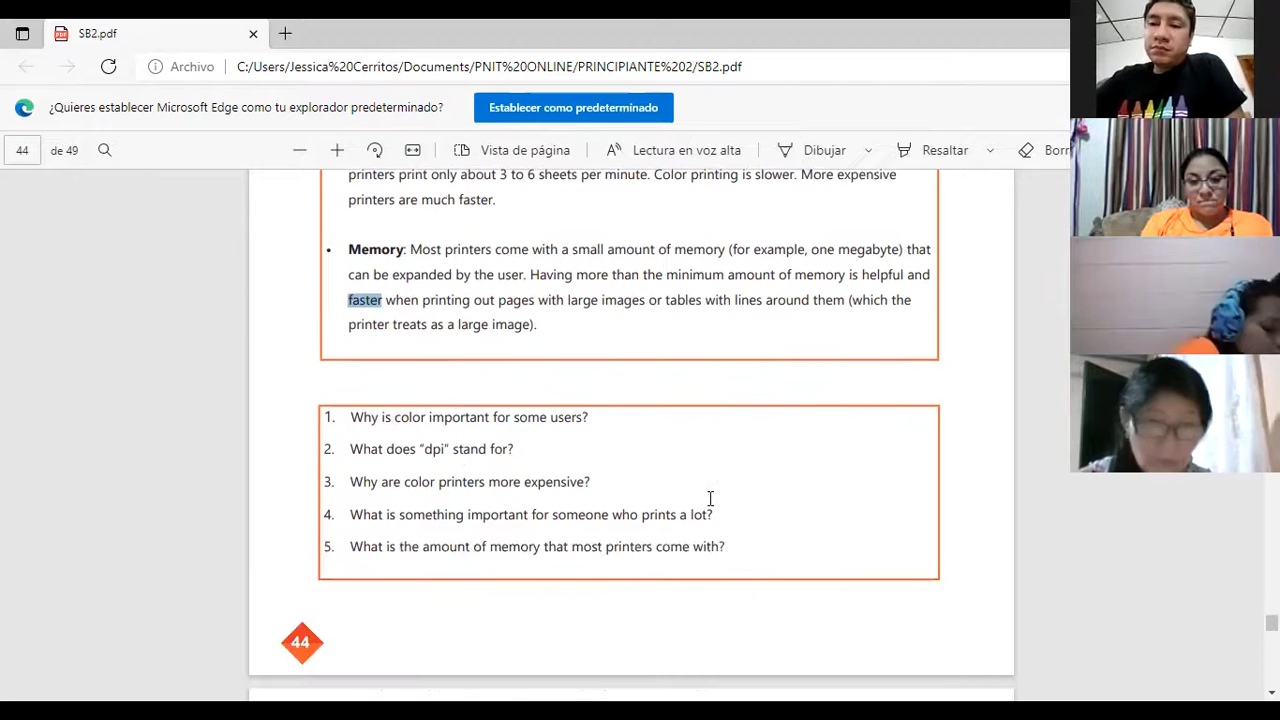 SB2.pdf
Archivo C:/Users/Jessica%20Cerritos/Documents/PNIT%20ONLINE/PRINCIPIANTE%202/SB2.pdf
¿Quieres establecer Microsoft Edge como tu explorador predeterminado? Establecer como predeterminado
44 de 49 Vista de página Lectura en voz alta Dibujar Resaltar Borr
printers print only about 3 to 6 sheets per minute. Color printing is slower. More expensive
printers are much faster.
• Memory: Most printers come with a small amount of memory (for example, one megabyte) that
can be expanded by the user. Having more than the minimum amount of memory is helpful and
faster when printing out pages with large images or tables with lines around them (which the
printer treats as a large image).
1. Why is color important for some users?
2. What does “dpi” stand for?
3. Why are color printers more expensive?
4. What is something important for someone who prints a lot?
5. What is the amount of memory that most printers come with?
44